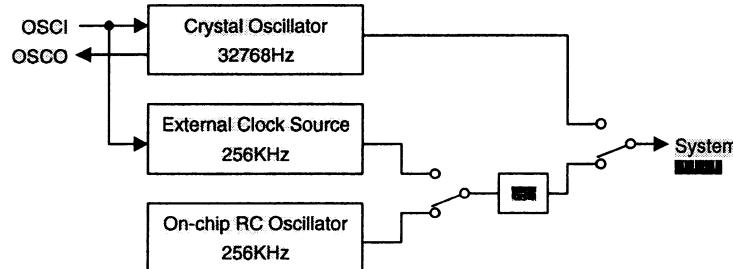 OSCI
OSCO
Crystal Oscillator
32768Hz
External Clock Source
256KHz
On-chip RC Oscillator
256KHz
System